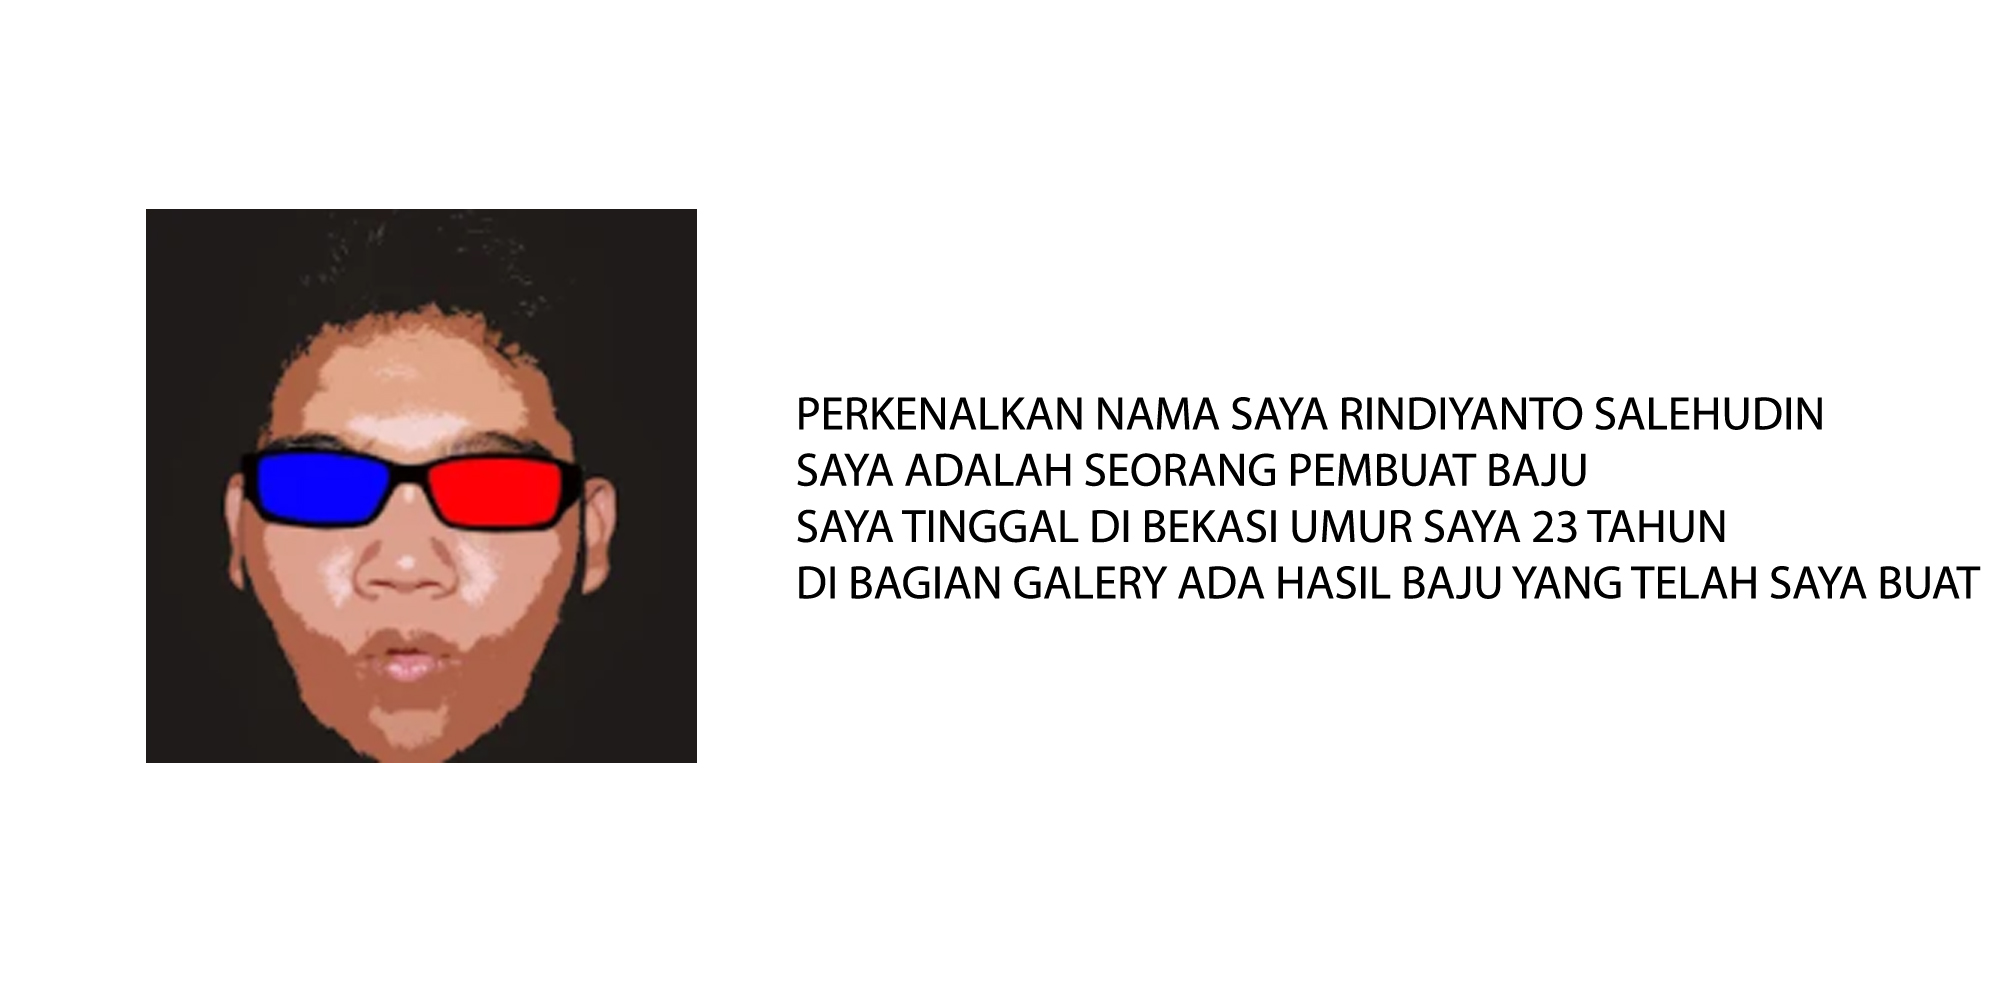 PERKENALKAN NAMA SAYA RINDIYANTO SALEHUDIN
SAYA ADALAH SEORANG PEMBUAT BAJU
SAYA TINGGAL DI BEKASI UMUR SAYA 23 TAHUN
DI BAGIAN GALERY ADA HASIL BAJU YANG TELAH SAYA BUAT